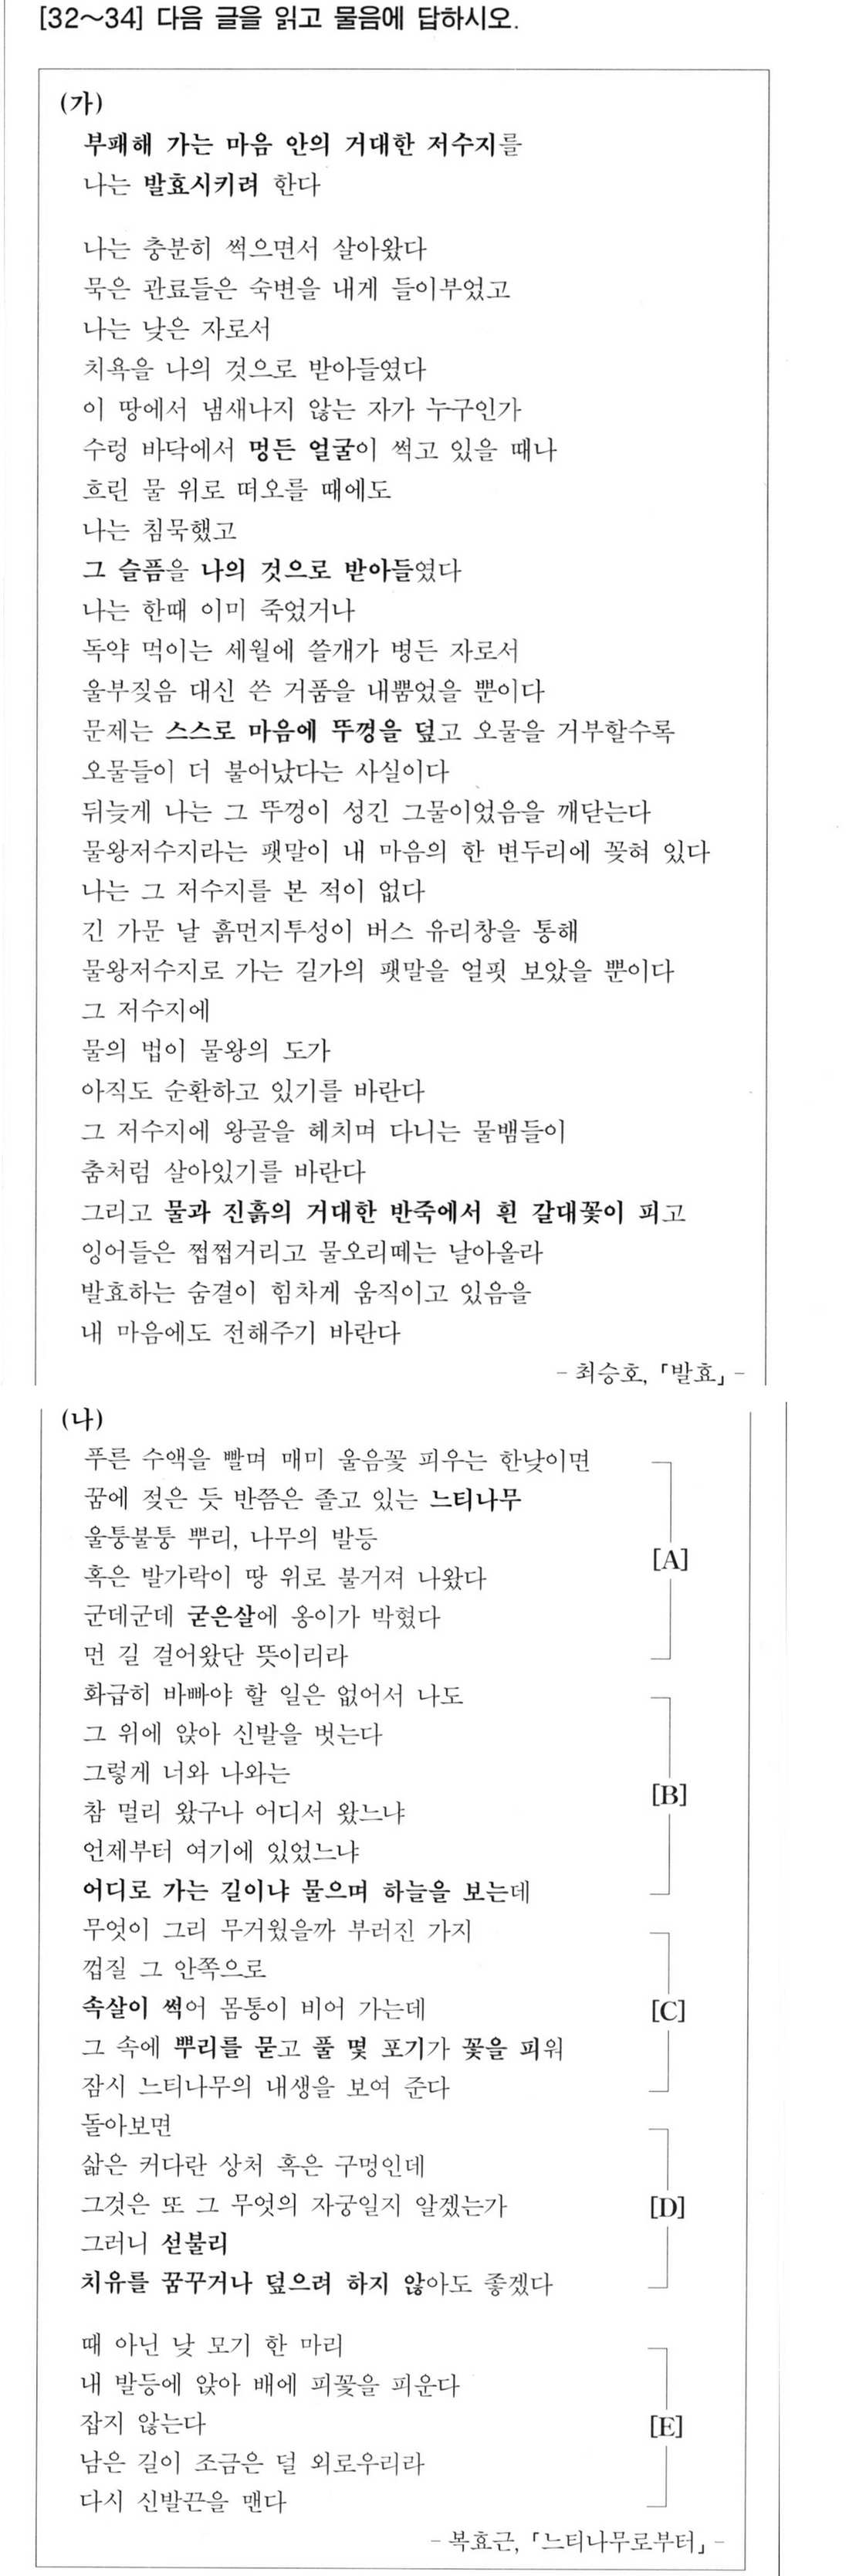 [32～34] 다음 글을 읽고 물음에 답하시오.
(가)
부패해 가는 마음 안의 거대한 저수지를
나는 발효시키려 한다
나는 충분히 썩으면서 살아왔다
묵은 관료들은 숙변을 내게 들이부었고
나는 낮은 자로서
치욕을 나의 것으로 받아들였다
이 땅에서 냄새나지 않는 자가 누구인가
수렁 바닥에서 멍든 얼굴이 썩고 있을 때나
흐린 물 위로 떠오를 때에도
나는 침묵했고
그 슬픔을 나의 것으로 받아들였다
나는 한때 이미 죽었거나
독약 먹이는 세월에 쓸개가 병든 자로서
울부짖음 대신 쓴 거품을 내뿜었을 뿐이다
문제는 스스로 마음에 뚜껑을 덮고 오물을 거부할수록
오물들이 더 불어났다는 사실이다
뒤늦게 나는 그 뚜껑이 성긴 그물이었음을 깨닫는다
물왕저수지라는 팻말이 내 마음의 한 변두리에 꽂혀 있다
나는 그 저수지를 본 적이 없다
긴 가문 날 흙먼지투성이 버스 유리창을 통해
물왕저수지로 가는 길가의 팻말을 얼핏 보았을 뿐이다
그 저수지에
물의 법이 물왕의 도가
아직도 순환하고 있기를 바란다
그 저수지에 왕골을 헤치며 다니는 물뱀들이
춤처럼 살아있기를 바란다
그리고 물과 진흙의 거대한 반죽에서 흰 갈대꽃이 피고
잉어들은 쩝쩝거리고 물오리떼는 날아올라
발효하는 숨결이 힘차게 움직이고 있음을
내 마음에도 전해주기 바란다
- 최승호, 「발효」 -
(나)
푸른 수액을 빨며 매미 울음꽃 피우는 한낮이면
꿈에 젖은 듯 반쯤은 졸고 있는 느티나무
울퉁불퉁 뿌리, 나무의 발등
혹은 발가락이 땅 위로 불거져 나왔다
군데군데 굳은살에 옹이가 박혔다
먼 길 걸어왔단 뜻이리라
[A]
화급히 바빠야 할 일은 없어서 나도
그 위에 앉아 신발을 벗는다
그렇게 너와 나와는
참 멀리 왔구나 어디서 왔느냐
언제부터 여기에 있었느냐
어디로 가는 길이냐 물으며 하늘을 보는데
[B]
무엇이 그리 무거웠을까 부러진 가지
껍질 그 안쪽으로
속살이 썩어 몸통이 비어 가는데
그 속에 뿌리를 묻고 풀 몇 포기가 꽃을 피워
잠시 느티나무의 내생을 보여 준다
[C]
돌아보면
삶은 커다란 상처 혹은 구멍인데
그것은 또 그 무엇의 자궁일지 알겠는가
그러니 섣불리
치유를 꿈꾸거나 덮으려 하지 않아도 좋겠다
[D]
때 아닌 낮 모기 한 마리
내 발등에 앉아 배에 피꽃을 피운다
잡지 않는다
남은 길이 조금은 덜 외로우리라
다시 신발끈을 맨다
[E]
- 복효근, 「느티나무로부터」 -